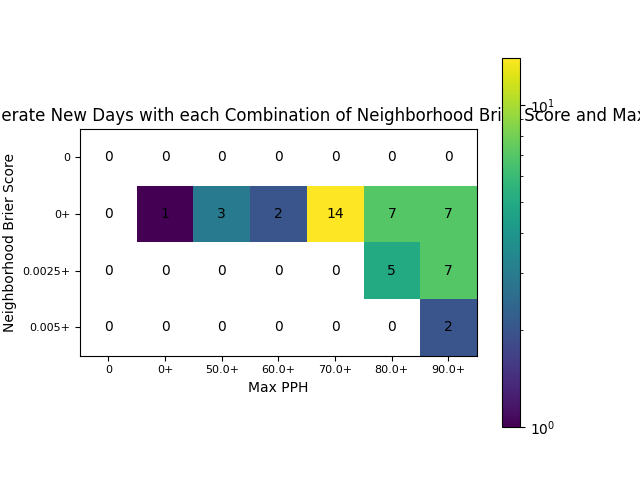 erate New Days with each Combination of Neighborhood Brier Score and Max
Neighborhood Brier Score
0 0 0 0 0 0 0 0
0+ 0 1 3 2 14 7 7
0.0025+ 0 0 0 0 0 5 7
0.005+ 0 0 0 0 0 0 2
0 0+ 50.0+ 60.0+ 70.0+ 80.0+ 90.0+
Max PPH
10¹
10⁰